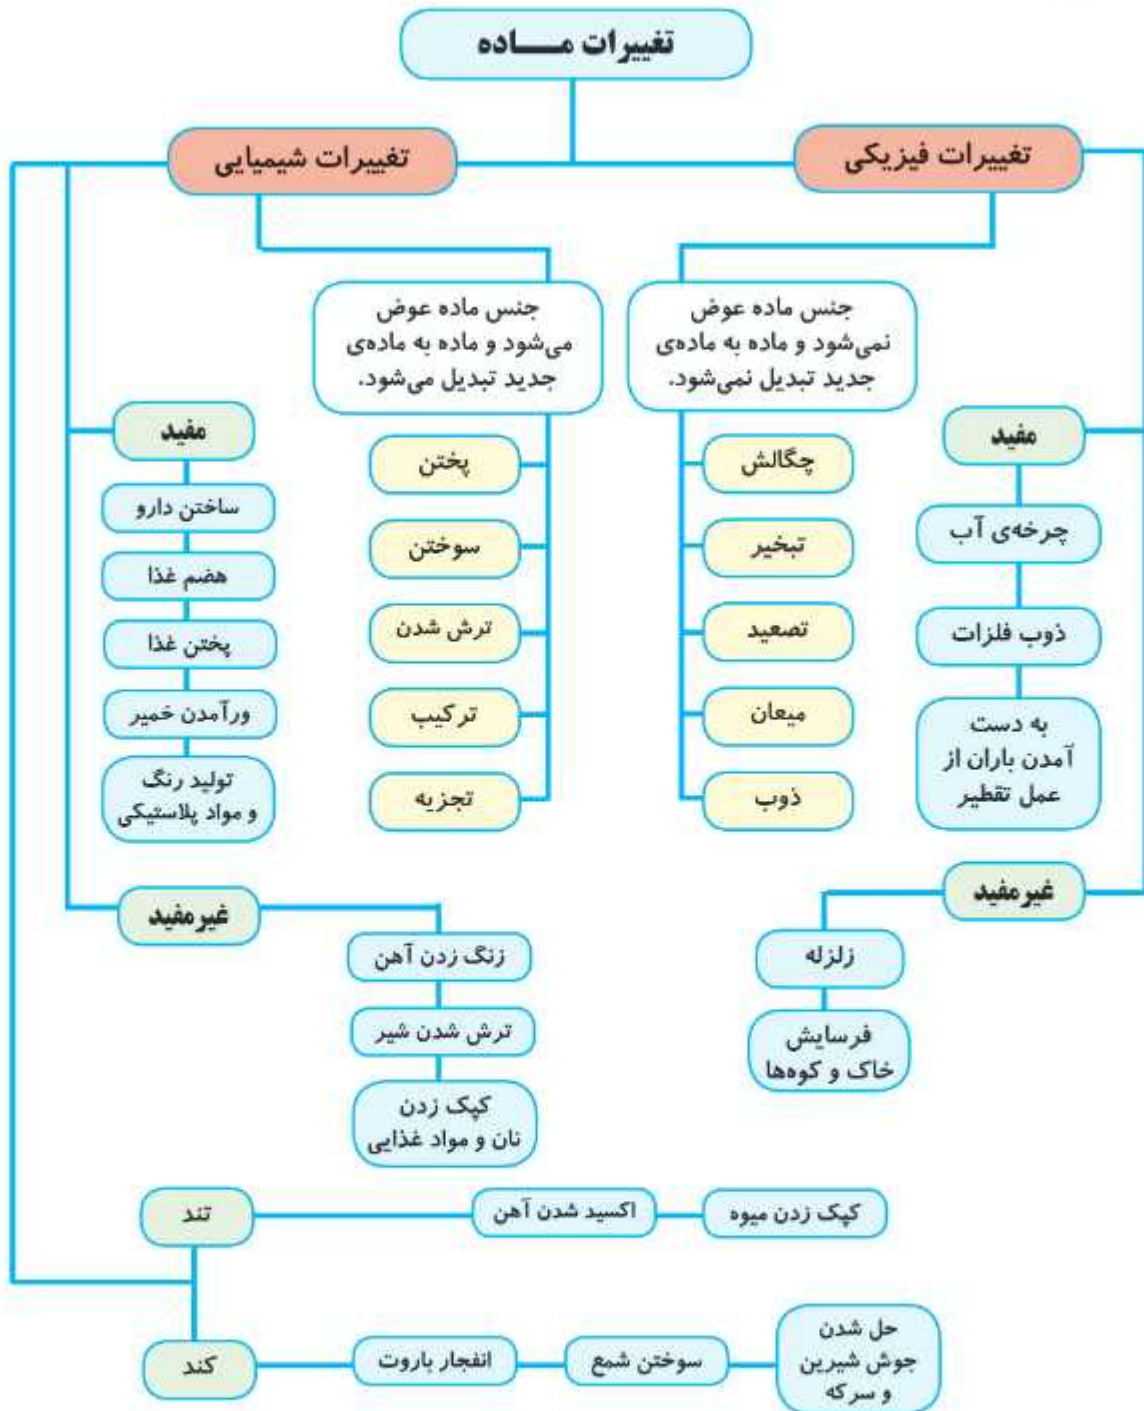 تغییرات مـــاده
تغییرات فیزیکی
تغییرات شیمیایی
جنس ماده عوض
نمی‌شود و ماده به ماده‌ی
جدید تبدیل نمی‌شود.
جنس ماده عوض
می‌شود و ماده به ماده‌ی
جدید تبدیل می‌شود.
مفید
چرخه‌ی آب
ذوب فلزات
به دست
آمدن باران از
عمل تقطیر
چگالش
تبخیر
تصعید
میعان
ذوب
پختن
سوختن
ترش شدن
ترکیب
تجزیه
مفید
ساختن دارو
هضم غذا
پختن غذا
ورآمدن خمیر
تولید رنگ
و مواد پلاستیکی
غیرمفید
زلزله
فرسایش
خاک و کوه‌ها
غیرمفید
زنگ زدن آهن
ترش شدن شیر
کپک زدن
نان و مواد غذایی
تند
اکسید شدن آهن
کپک زدن میوه
کند
انفجار باروت
سوختن شمع
حل شدن
جوش شیرین
و سرکه